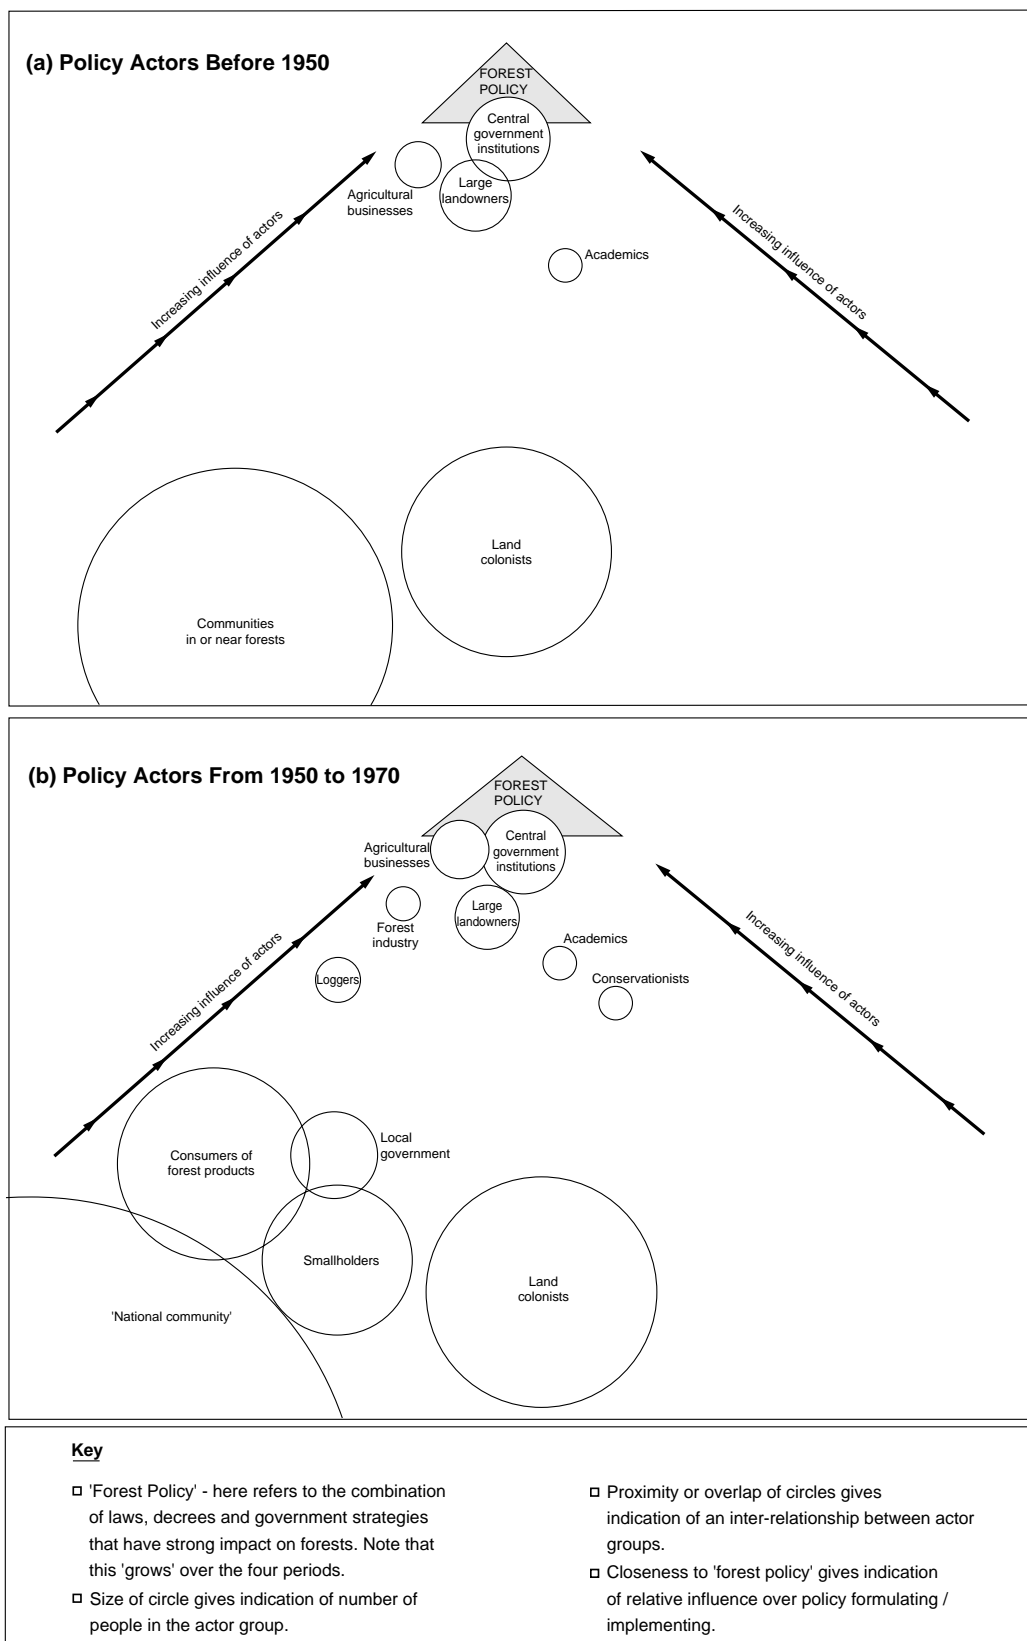 (a) Policy Actors Before 1950
FOREST
POLICY
Central
government
institutions
Large
landowners
Agricultural
businesses
Academics
Increasing influence of actors
Increasing influence of actors
Land
colonists
Communities
in or near forests
(b) Policy Actors From 1950 to 1970
FOREST
POLICY
Central
government
institutions
Agricultural
businesses
Large
landowners
Forest
industry
Academics
Conservationists
Loggers
Increasing influence of actors
Increasing influence of actors
Consumers of
forest products
Local
government
Smallholders
Land
colonists
'National community'
Key
'Forest Policy' - here refers to the combination
of laws, decrees and government strategies
that have strong impact on forests. Note that
this 'grows' over the four periods.
Size of circle gives indication of number of
people in the actor group.
Proximity or overlap of circles gives
indication of an inter-relationship between actor
groups.
Closeness to 'forest policy' gives indication
of relative influence over policy formulating /
implementing.